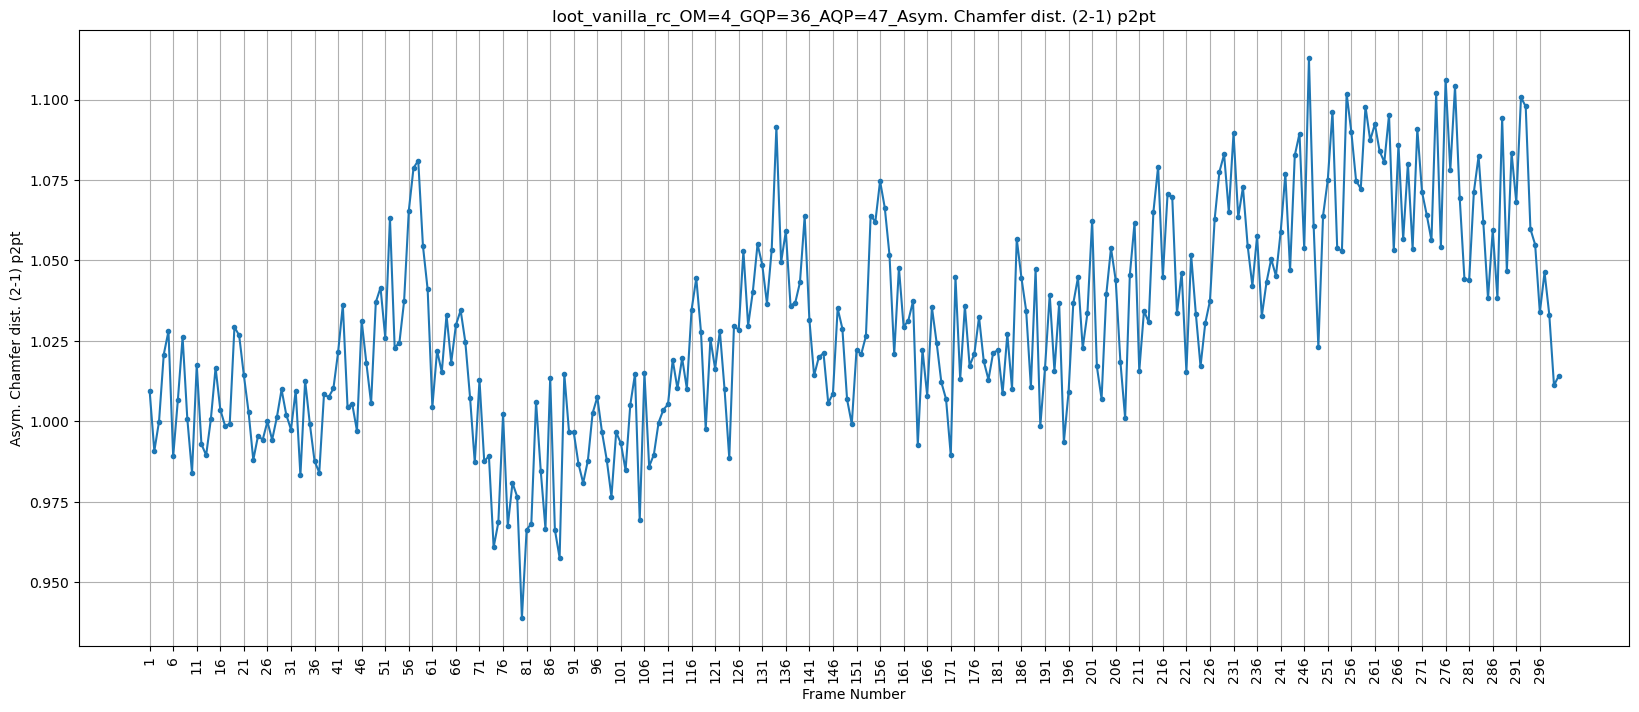 loot_vanilla_rc_OM=4_GQP=36_AQP=47_Asym. Chamfer dist. (2-1) p2pt
Asym. Chamfer dist. (2-1) p2pt
1.100
1.075
1.050
1.025
1.000
0.975
0.950
1 6 11 16 21 26 31 36 41 46 51 56 61 66 71 76 81 86 91 96 101 106 111 116 121 126 131 136 141 146 151 156 161 166 171 176 181 186 191 196 201 206 211 216 221 226 231 236 241 246 251 256 261 266 271 276 281 286 291 296
Frame Number